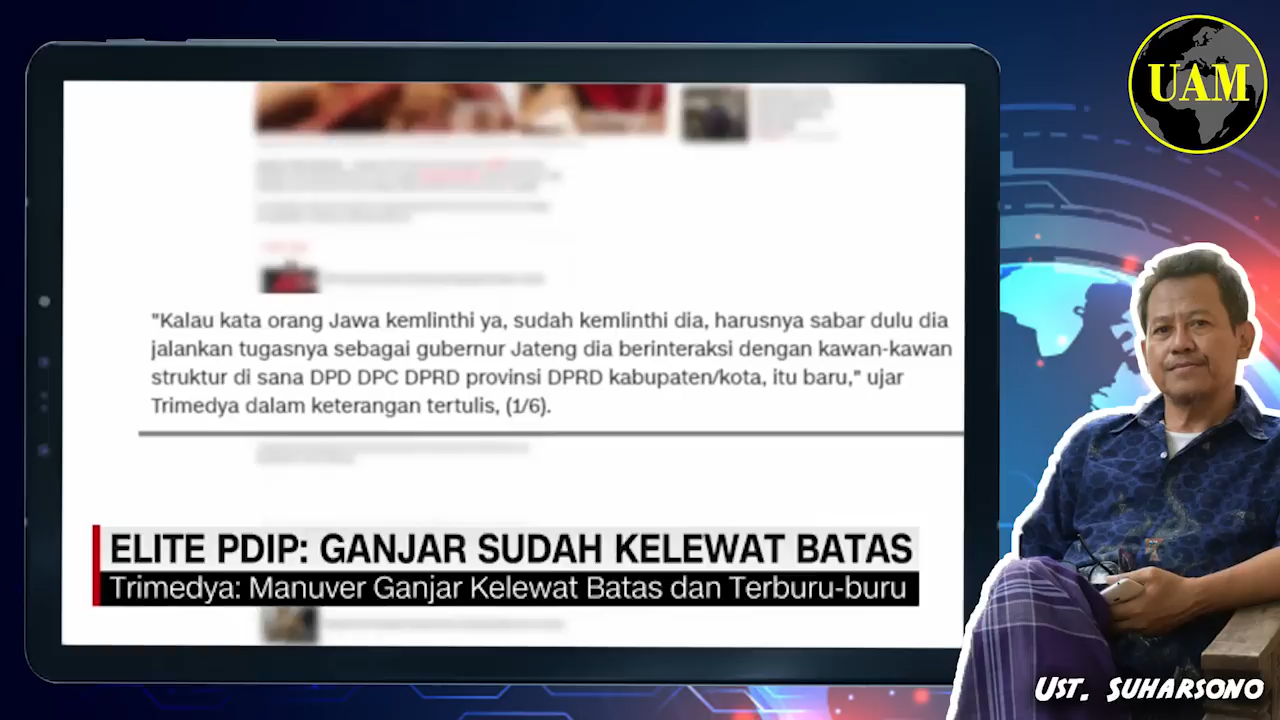 UAM
"Kalau kata orang Jawa kemlinthi ya, sudah kemlinthi dia, harusnya sabar dulu dia
jalankan tugasnya sebagai gubernur Jateng dia berinteraksi dengan kawan-kawan
struktur di sana DPD DPC DPRD provinsi DPRD kabupaten/kota, itu baru," ujar
Trimedya dalam keterangan tertulis, (1/6).
ELITE PDIP: GANJAR SUDAH KELEWAT BATAS
Trimedya: Manuver Ganjar Kelewat Batas dan Terburu-buru
UST. SUHARSONO